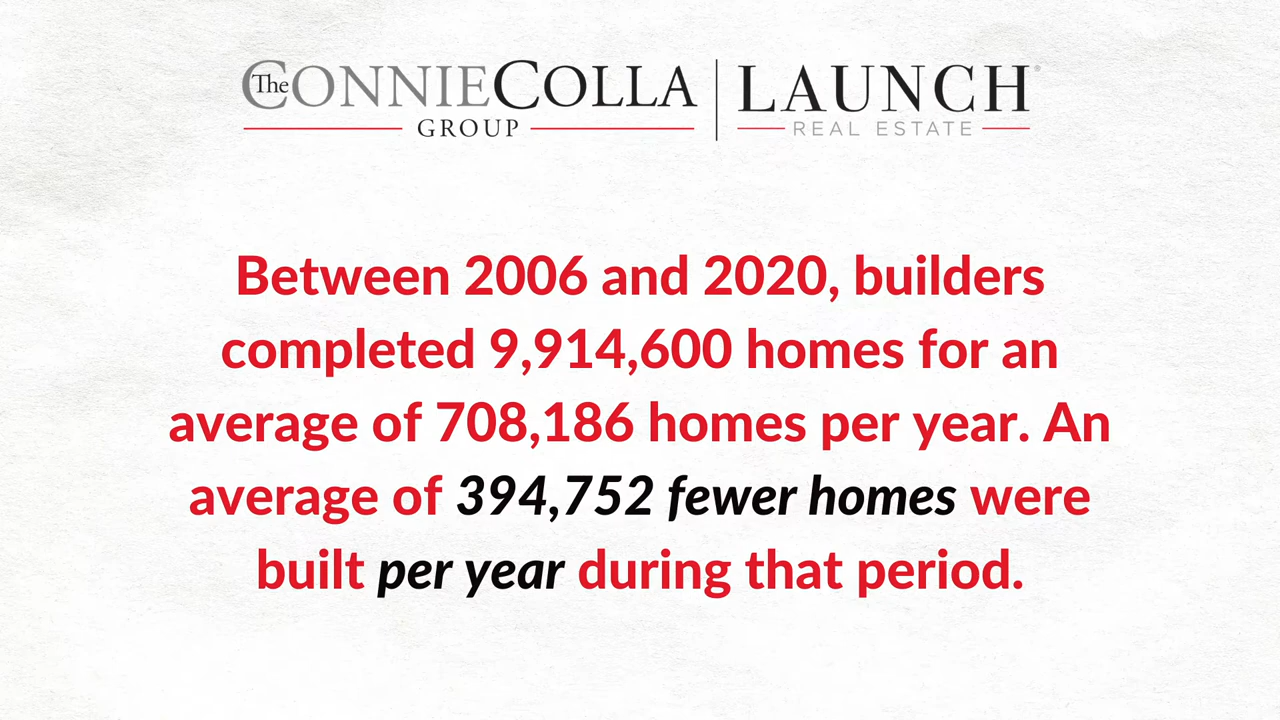 The CONNIE COLLA
GROUP
LAUNCH
REAL ESTATE
Between 2006 and 2020, builders
completed 9,914,600 homes for an
average of 708,186 homes per year. An
average of 394,752 fewer homes were
built per year during that period.